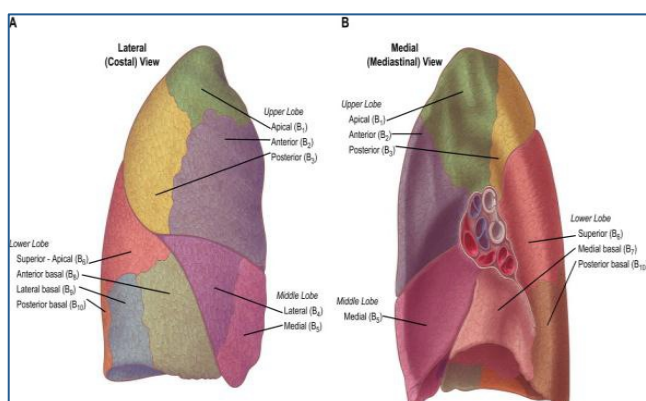 A
Lateral
(Costal) View
Upper Lobe
Apical (B1)
Anterior (B2)
Posterior (B3)
Lower Lobe
Superior - Apical (B6)
Anterior basal (B8)
Lateral basal (B9)
Posterior basal (B10)
Middle Lobe
Lateral (B4)
Medial (B5)
B
Medial
(Mediastinal) View
Upper Lobe
Apical (B1)
Anterior (B2)
Posterior (B3)
Middle Lobe
Medial (B5)
Lower Lobe
Superior (B6)
Medial basal (B7)
Posterior basal (B10)